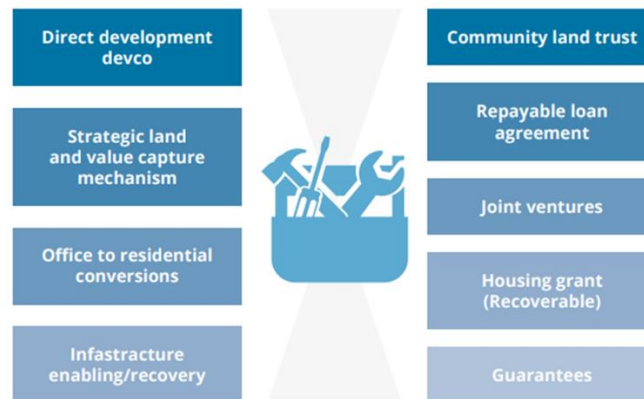 Direct development
devco
Strategic land
and value capture
mechanism
Office to residential
conversions
Infastracture
enabling/recovery
Community land trust
Repayable loan
agreement
Joint ventures
Housing grant
(Recoverable)
Guarantees